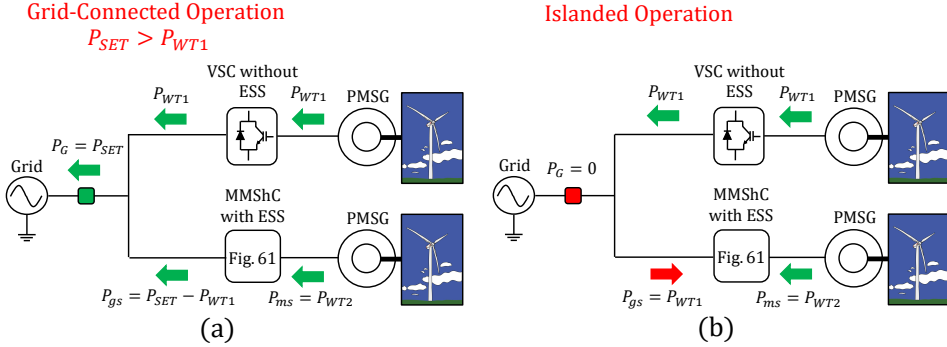 Grid-Connected Operation
P_SET > P_WT1
VSC without
ESS
P_WT1
P_WT1
PMSG
P_G = P_SET
Grid
MMShC
with ESS
PMSG
Fig. 61
P_gs = P_SET − P_WT1
P_ms = P_WT2
(a)
Islanded Operation
VSC without
ESS
P_WT1
P_WT1
PMSG
Grid
P_G = 0
MMShC
with ESS
PMSG
Fig. 61
P_gs = P_WT1
P_ms = P_WT2
(b)